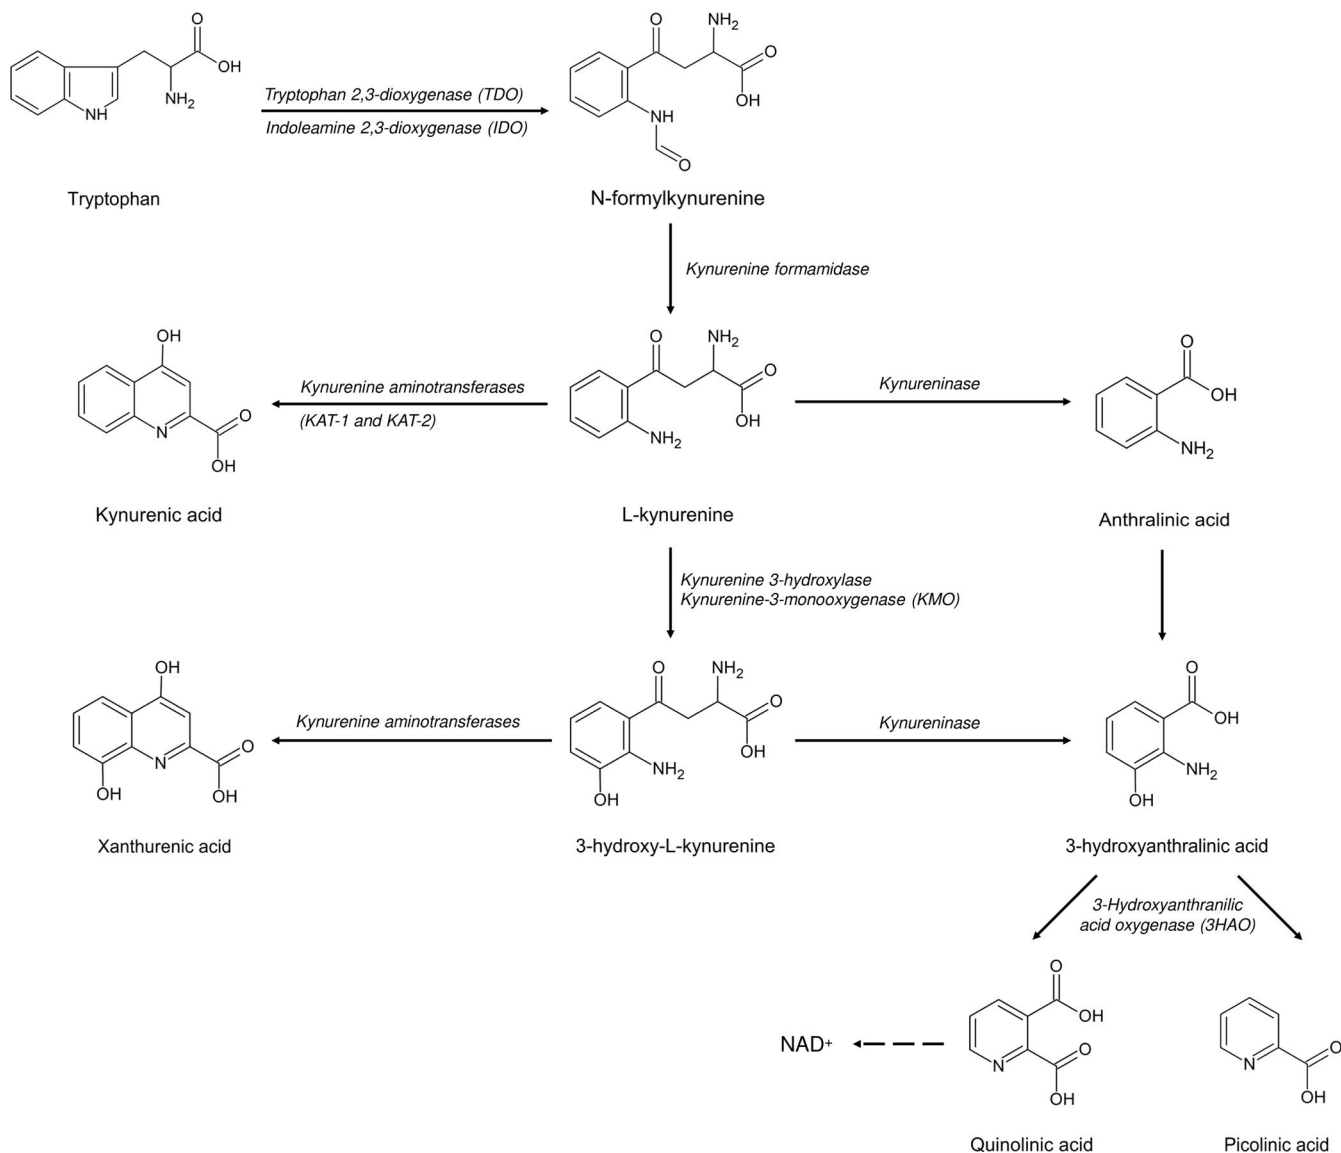 O
OH
NH2
NH
Tryptophan
Tryptophan 2,3-dioxygenase (TDO)
Indoleamine 2,3-dioxygenase (IDO)
O
NH2
O
OH
NH
O
N-formylkynurenine
Kynurenine formamidase
OH
N
O
OH
Kynurenic acid
Kynurenine aminotransferases
(KAT-1 and KAT-2)
O
NH2
O
OH
NH2
L-kynurenine
Kynureninase
O
OH
NH2
Anthralinic acid
Kynurenine 3-hydroxylase
Kynurenine-3-monooxygenase (KMO)
OH
N
O
OH
OH
Xanthurenic acid
Kynurenine aminotransferases
O
NH2
O
OH
NH2
OH
3-hydroxy-L-kynurenine
Kynureninase
O
OH
NH2
OH
3-hydroxyanthralinic acid
3-Hydroxyanthranilic
acid oxygenase (3HAO)
NAD+
O
OH
O
N
OH
Quinolinic acid
N
O
OH
Picolinic acid